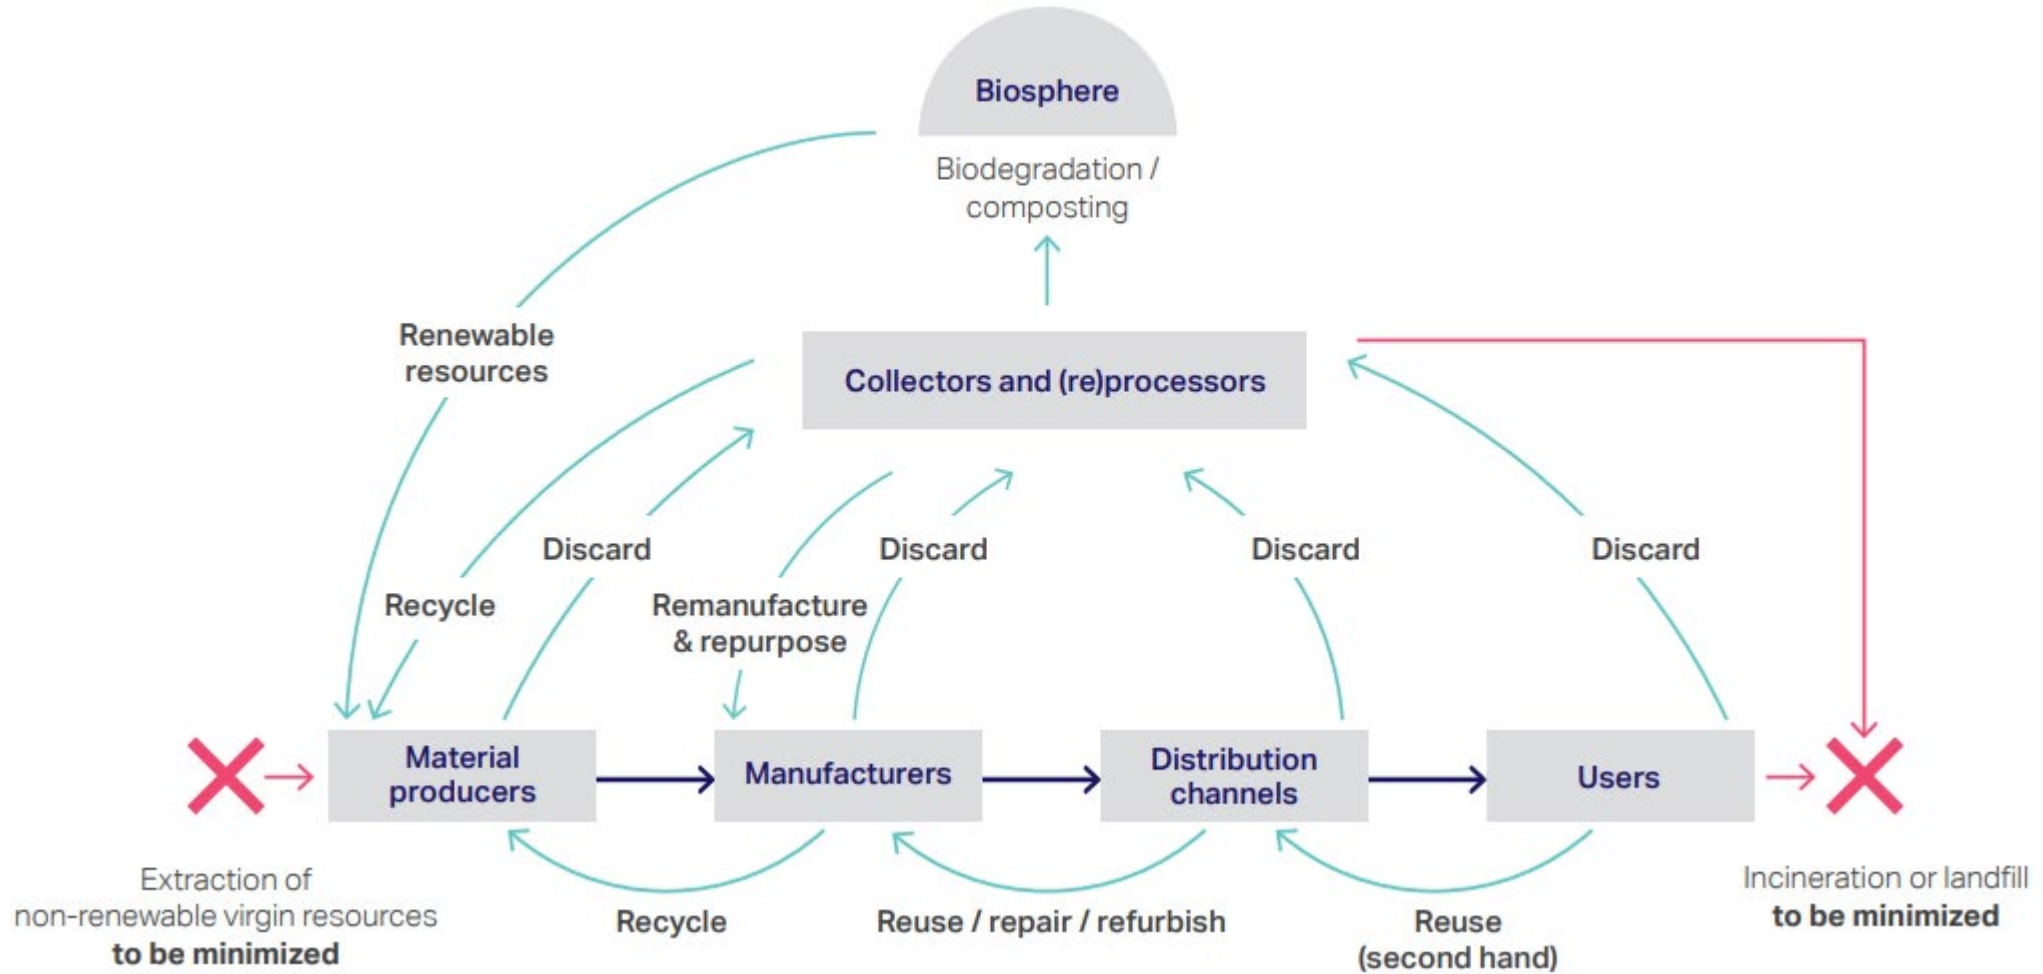 Biosphere
Biodegradation /
composting
Renewable
resources
Collectors and (re)processors
Discard
Discard
Discard
Discard
Recycle
Remanufacture
& repurpose
Material
producers
Manufacturers
Distribution
channels
Users
Extraction of
non-renewable virgin resources
to be minimized
Recycle
Reuse / repair / refurbish
Reuse
(second hand)
Incineration or landfill
to be minimized